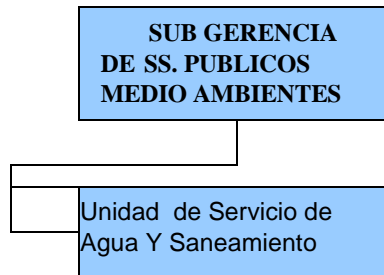 SUB GERENCIA
DE SS. PUBLICOS
MEDIO AMBIENTES
Unidad de Servicio de
Agua Y Saneamiento